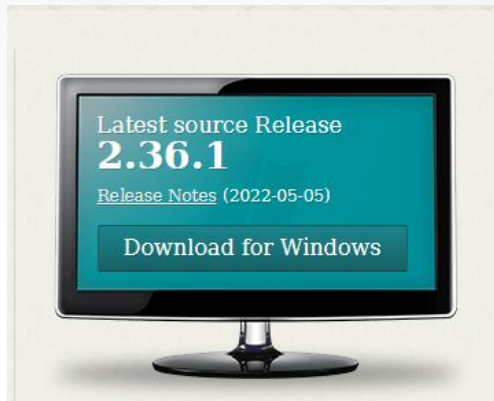 Latest source Release
2.36.1
Release Notes (2022-05-05)
Download for Windows